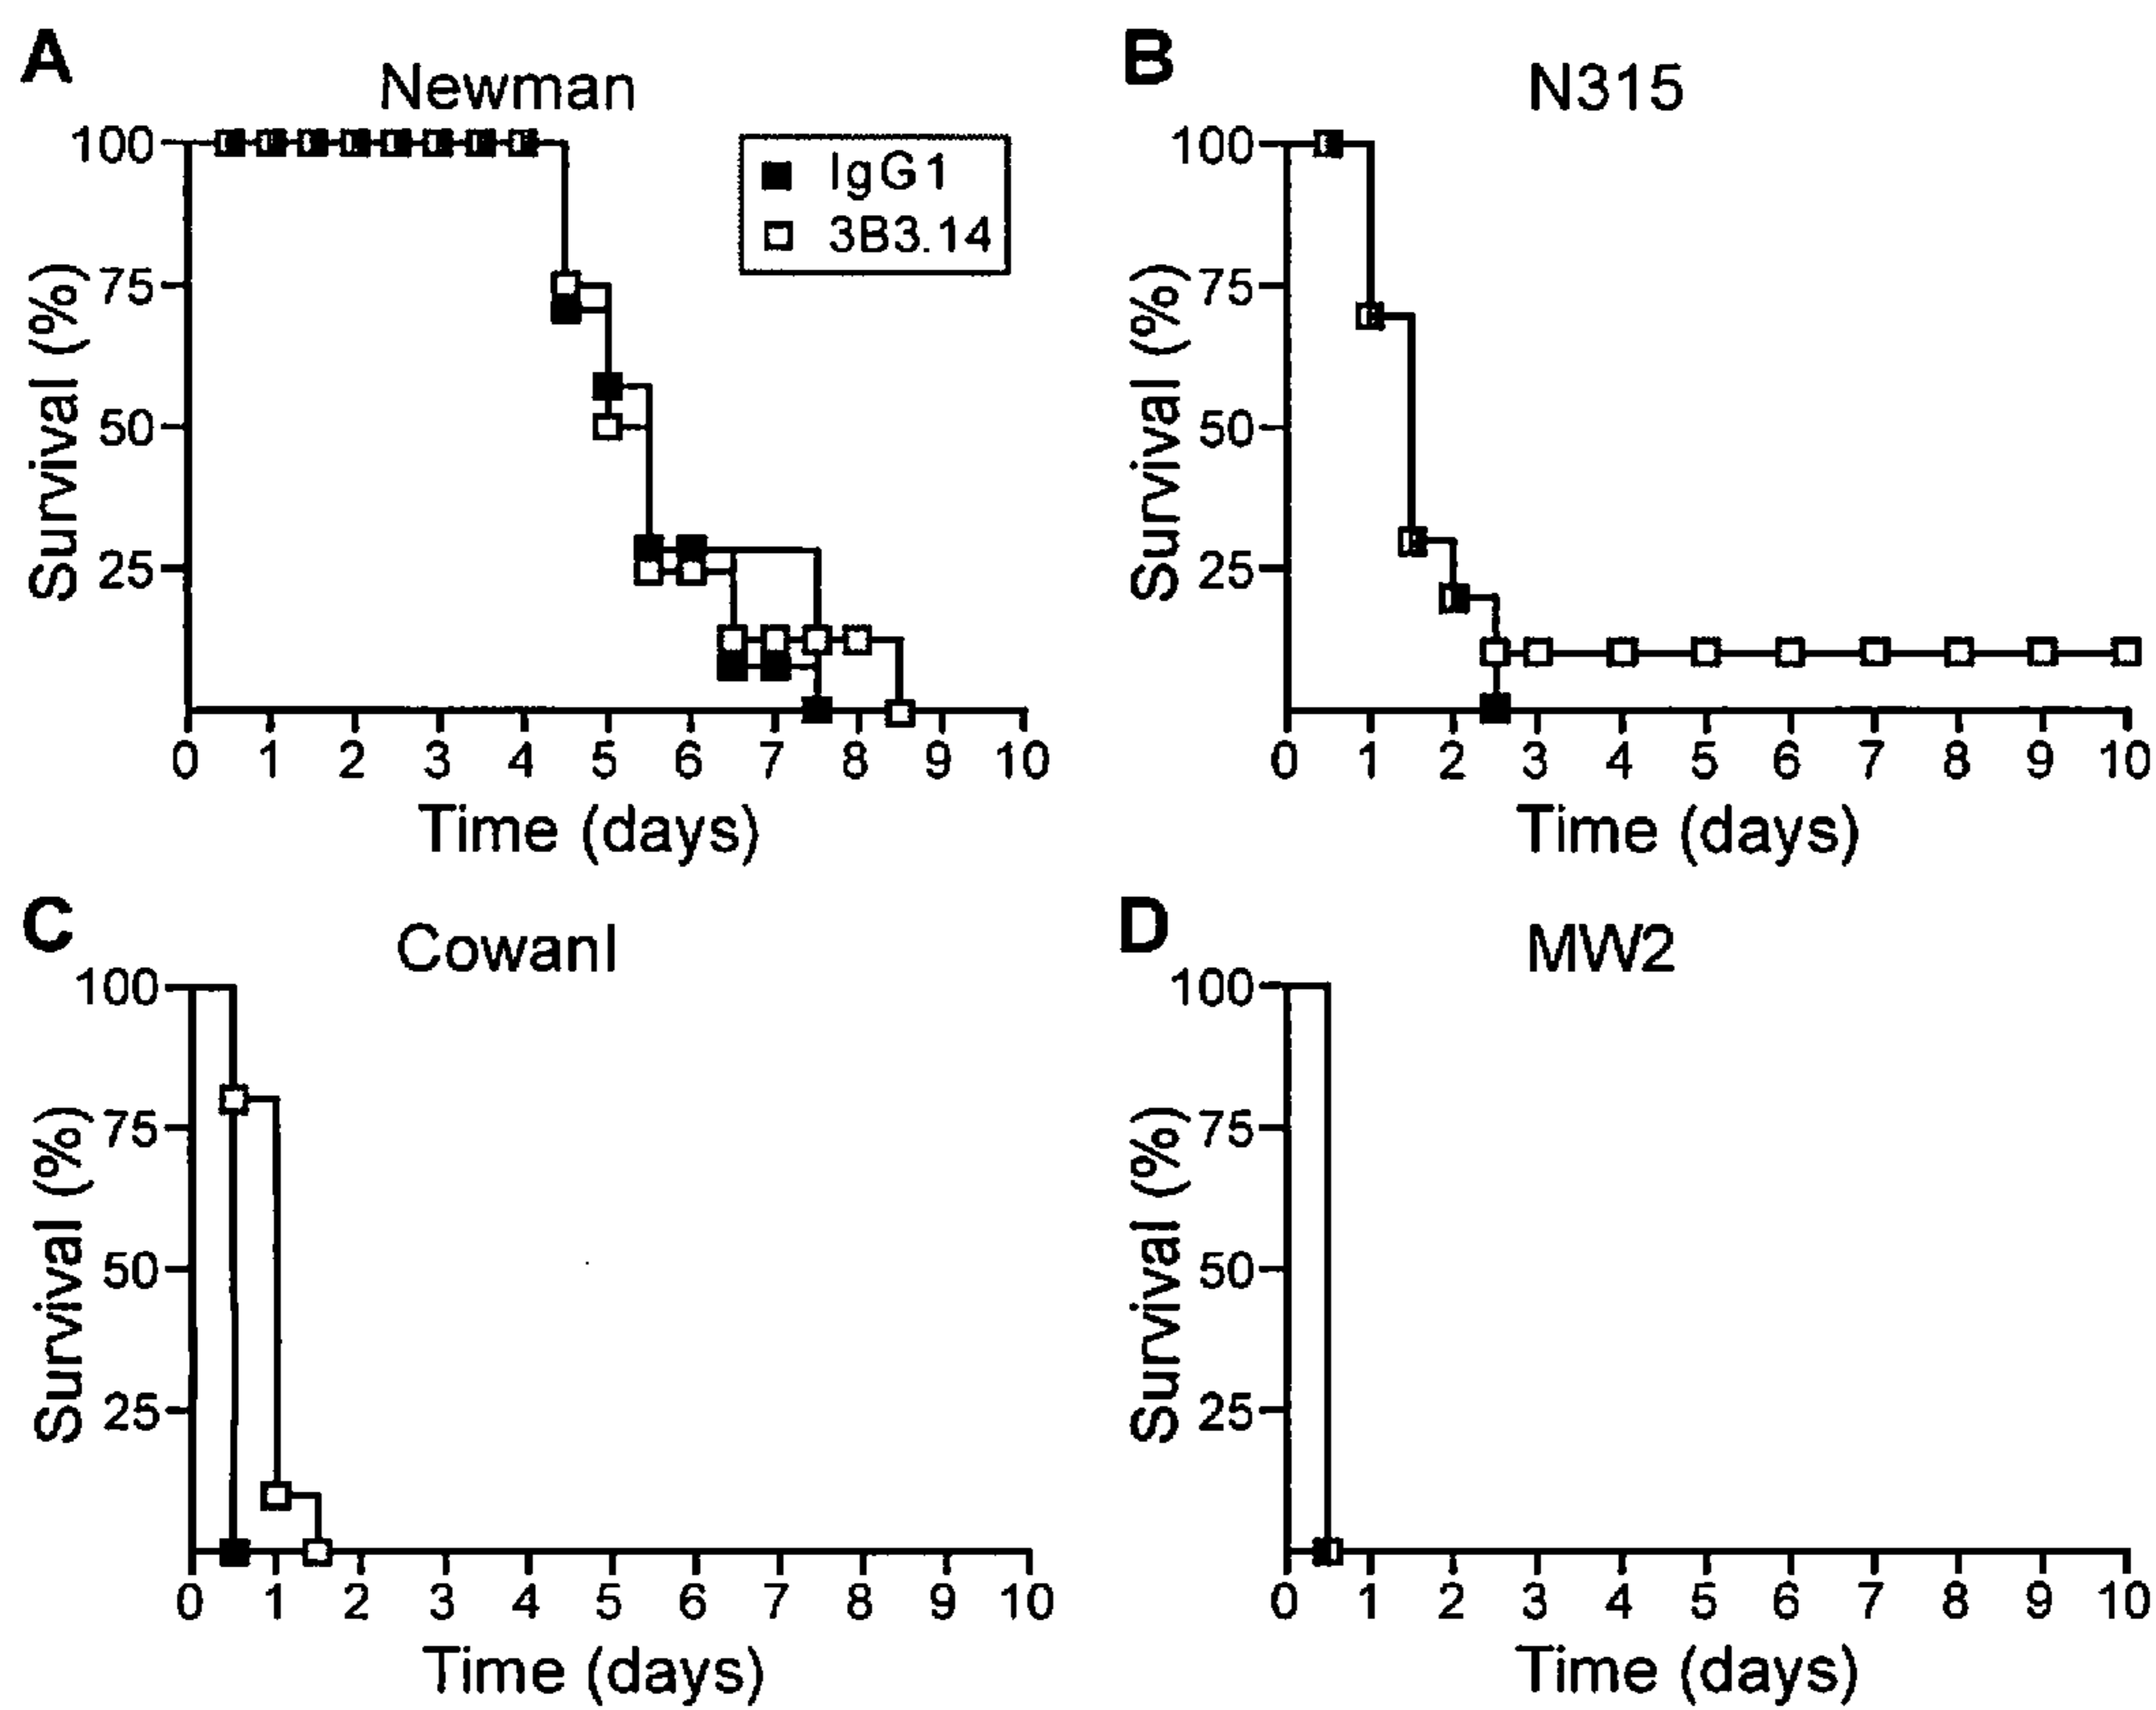 A
Newman
100
75
50
25
Survival (%)
IgG1
3B3.14
0 1 2 3 4 5 6 7 8 9 10
Time (days)
B
N315
100
75
50
25
Survival (%)
0 1 2 3 4 5 6 7 8 9 10
Time (days)
C
CowanI
100
75
50
25
Survival (%)
0 1 2 3 4 5 6 7 8 9 10
Time (days)
D
MW2
100
75
50
25
Survival (%)
0 1 2 3 4 5 6 7 8 9 10
Time (days)